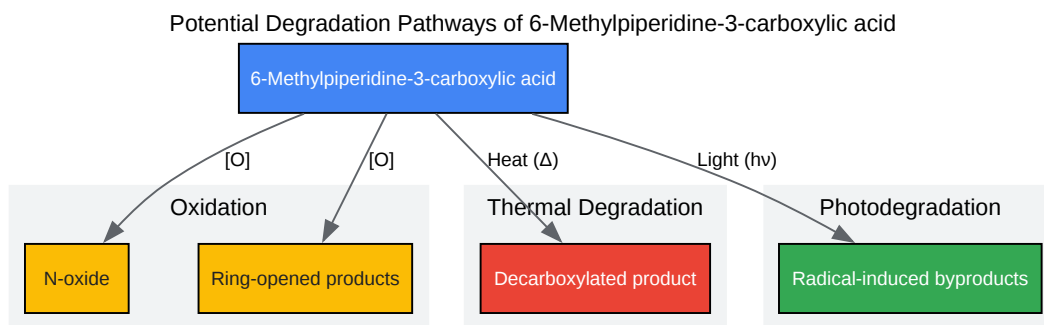 Potential Degradation Pathways of 6-Methylpiperidine-3-carboxylic acid
6-Methylpiperidine-3-carboxylic acid
[O]
[O]
Heat (Δ)
Light (hν)
Oxidation
Thermal Degradation
Photodegradation
N-oxide
Ring-opened products
Decarboxylated product
Radical-induced byproducts